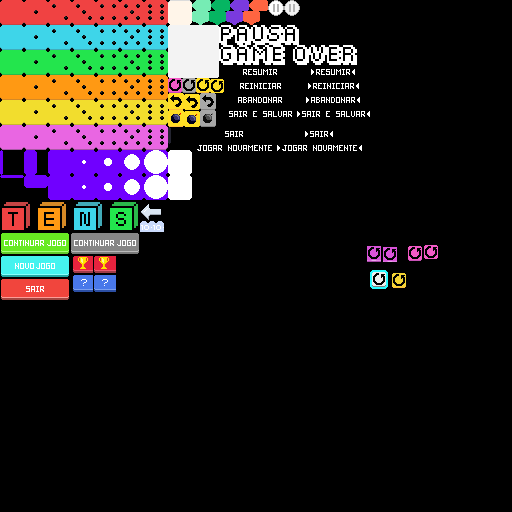 PAUSA
GAME OVER
RESUMIR RESUMIR
REINICIAR REINICIAR
ABANDONAR ABANDONAR
SAIR E SALVAR SAIR E SALVAR
SAIR SAIR
JOGAR NOVAMENTE JOGAR NOVAMENTE
T E N S
CONTINUAR JOGO CONTINUAR JOGO
NOVO JOGO
? ?
SAIR